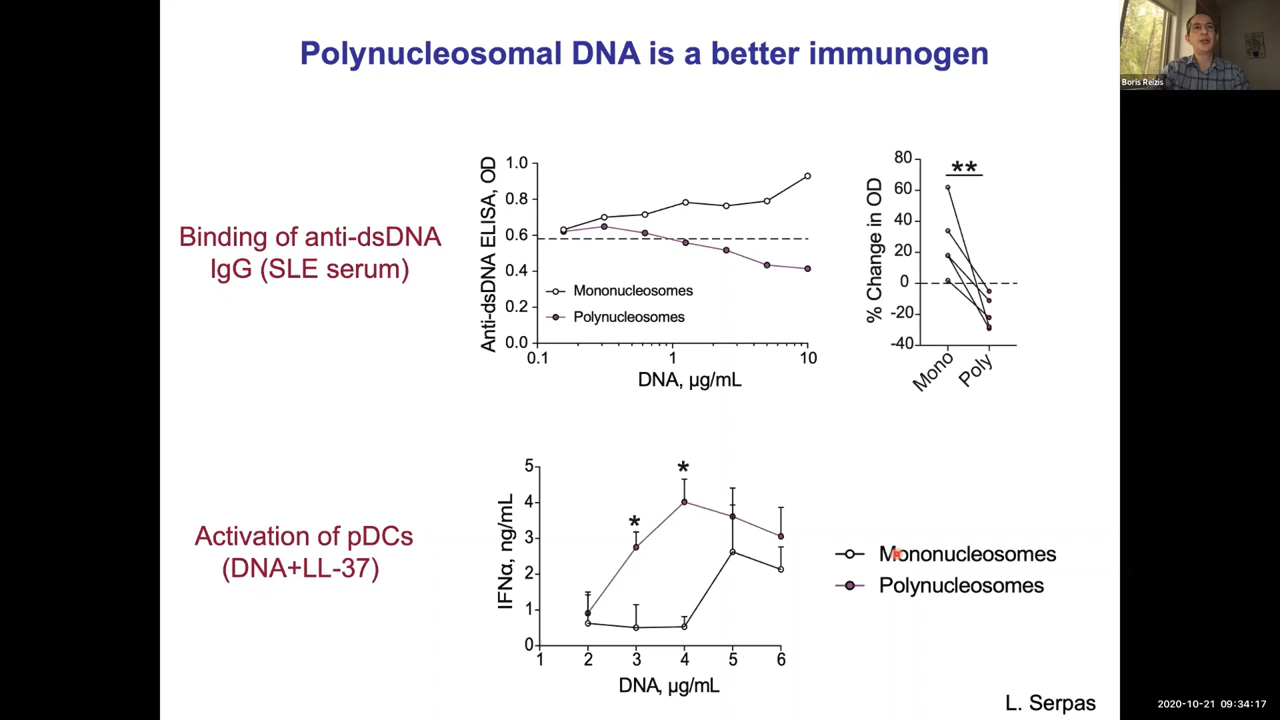 Polynucleosomal DNA is a better immunogen
Boris Reizis
Binding of anti-dsDNA
IgG (SLE serum)
Anti-dsDNA ELISA, OD
1.0
0.8
0.6
0.4
0.2
0.0
Mononucleosomes
Polynucleosomes
0.1
1
10
DNA, µg/mL
% Change in OD
80
60
40
20
0
-20
-40
**
Mono
Poly
Activation of pDCs
(DNA+LL-37)
IFNα, ng/mL
5
4
3
2
1
0
*
*
1 2 3 4 5 6
DNA, µg/mL
Mononucleosomes
Polynucleosomes
L. Serpas
2020-10-21 09:34:17